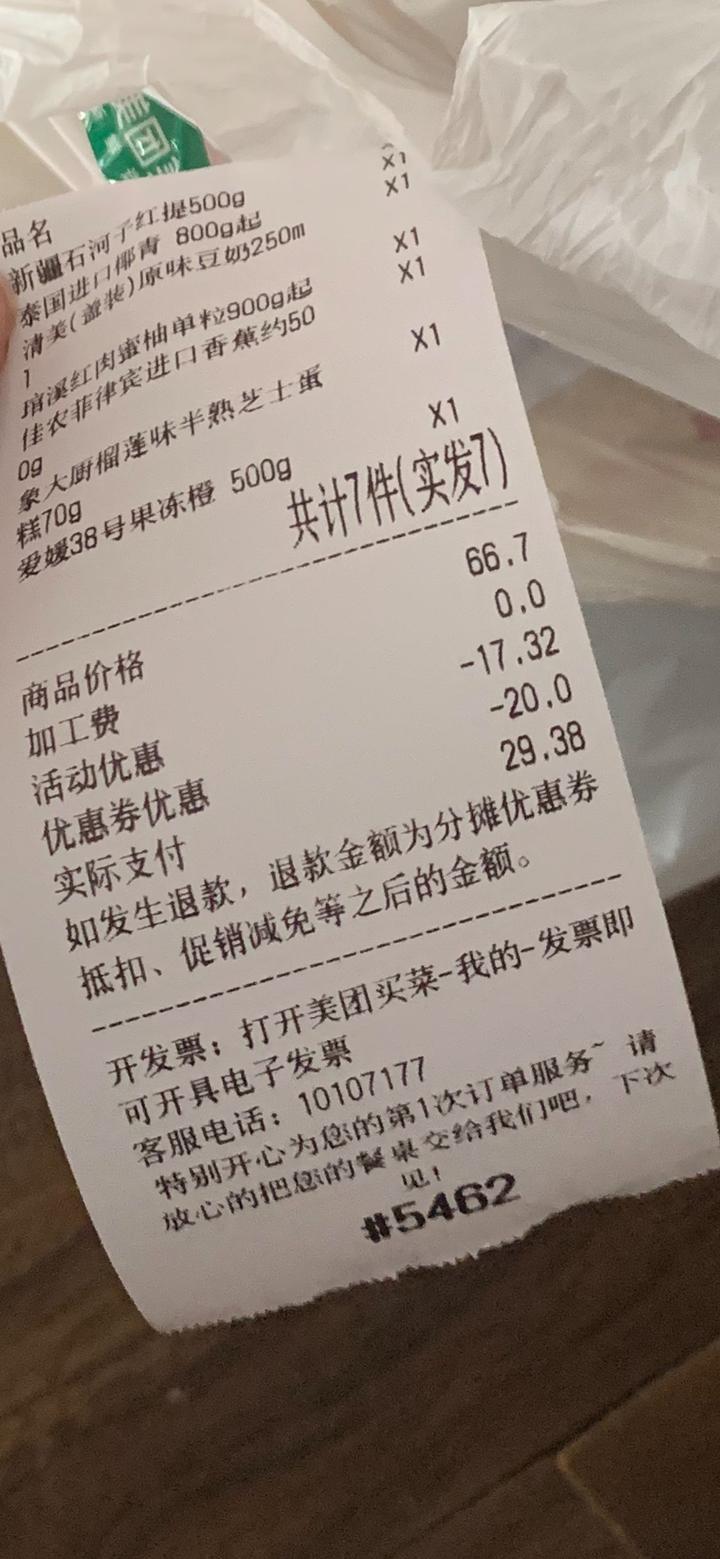 品名
新疆石河子红提500g X1
泰国进口椰青 800g起 X1
清美(盖装)原味豆奶250m
l X1
琯溪红肉蜜柚单粒900g起 X1
佳农菲律宾进口香蕉约50
0g X1
象大厨榴莲味半熟芝士蛋
糕70g X1
爱媛38号果冻橙 500g
共计7件(实发7)
商品价格 66.7
加工费 0.0
活动优惠 -17.32
优惠券优惠 -20.0
实际支付 29.38
如发生退款，退款金额为分摊优惠券
抵扣、促销减免等之后的金额。
开发票：打开美团买菜-我的-发票即
可开具电子发票
客服电话：10107177
特别开心为您的第1次订单服务~ 请
放心的把您的餐桌交给我们吧，下次
见！
#5462